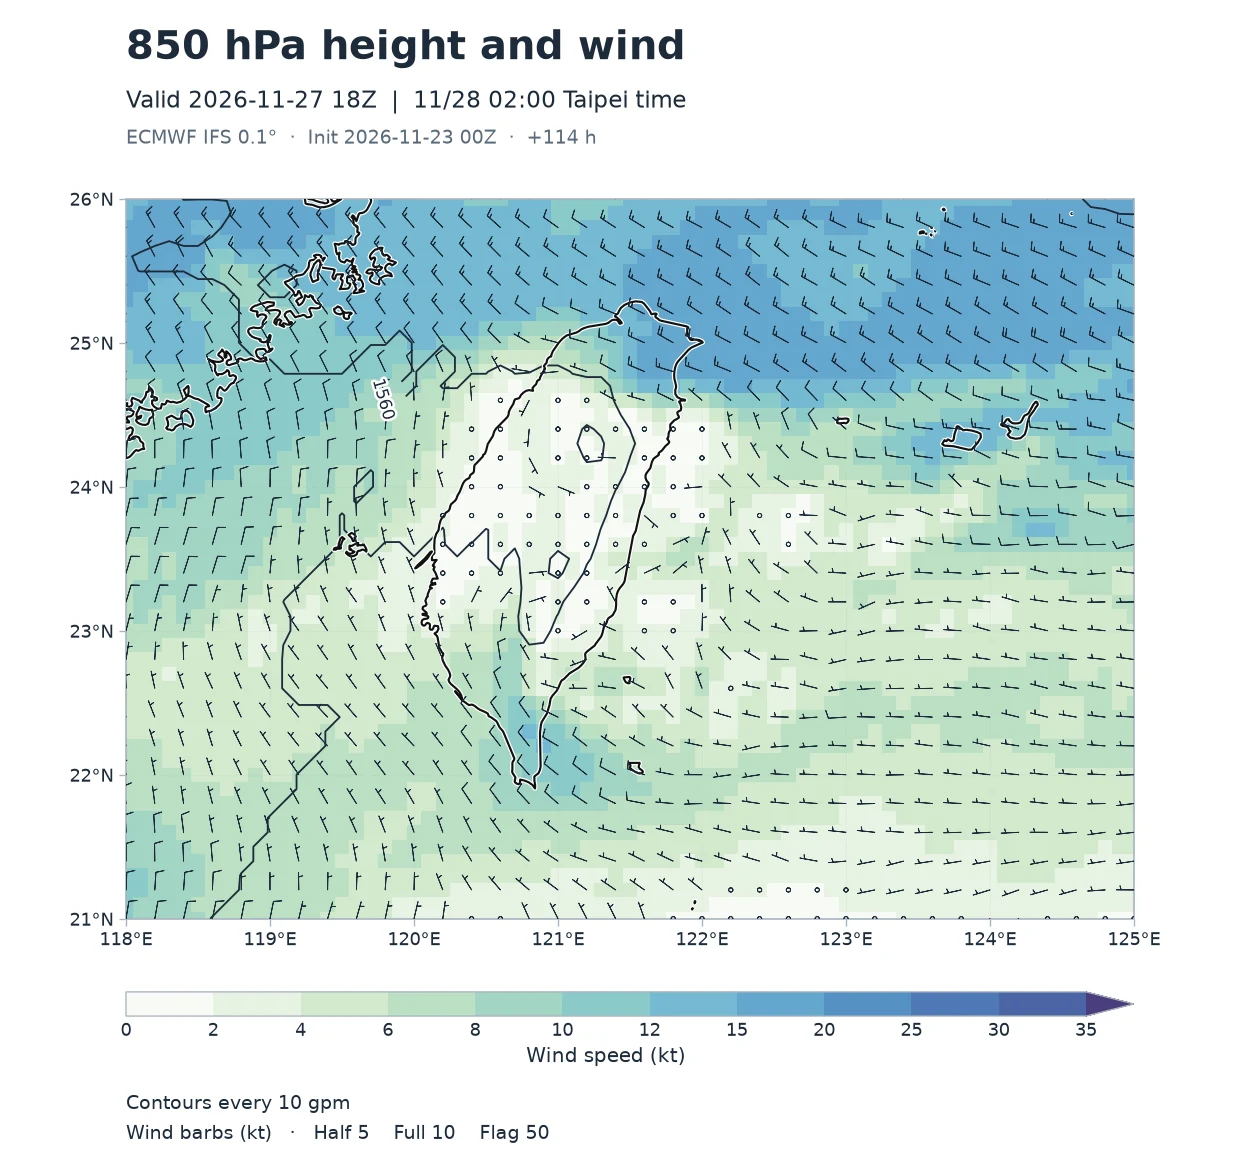 850 hPa height and wind
Valid 2026-11-27 18Z | 11/28 02:00 Taipei time
ECMWF IFS 0.1° · Init 2026-11-23 00Z · +114 h
26°N
25°N
24°N
23°N
22°N
21°N
1560
118°E 119°E 120°E 121°E 122°E 123°E 124°E 125°E
0 2 4 6 8 10 12 15 20 25 30 35
Wind speed (kt)
Contours every 10 gpm
Wind barbs (kt) · Half 5 Full 10 Flag 50